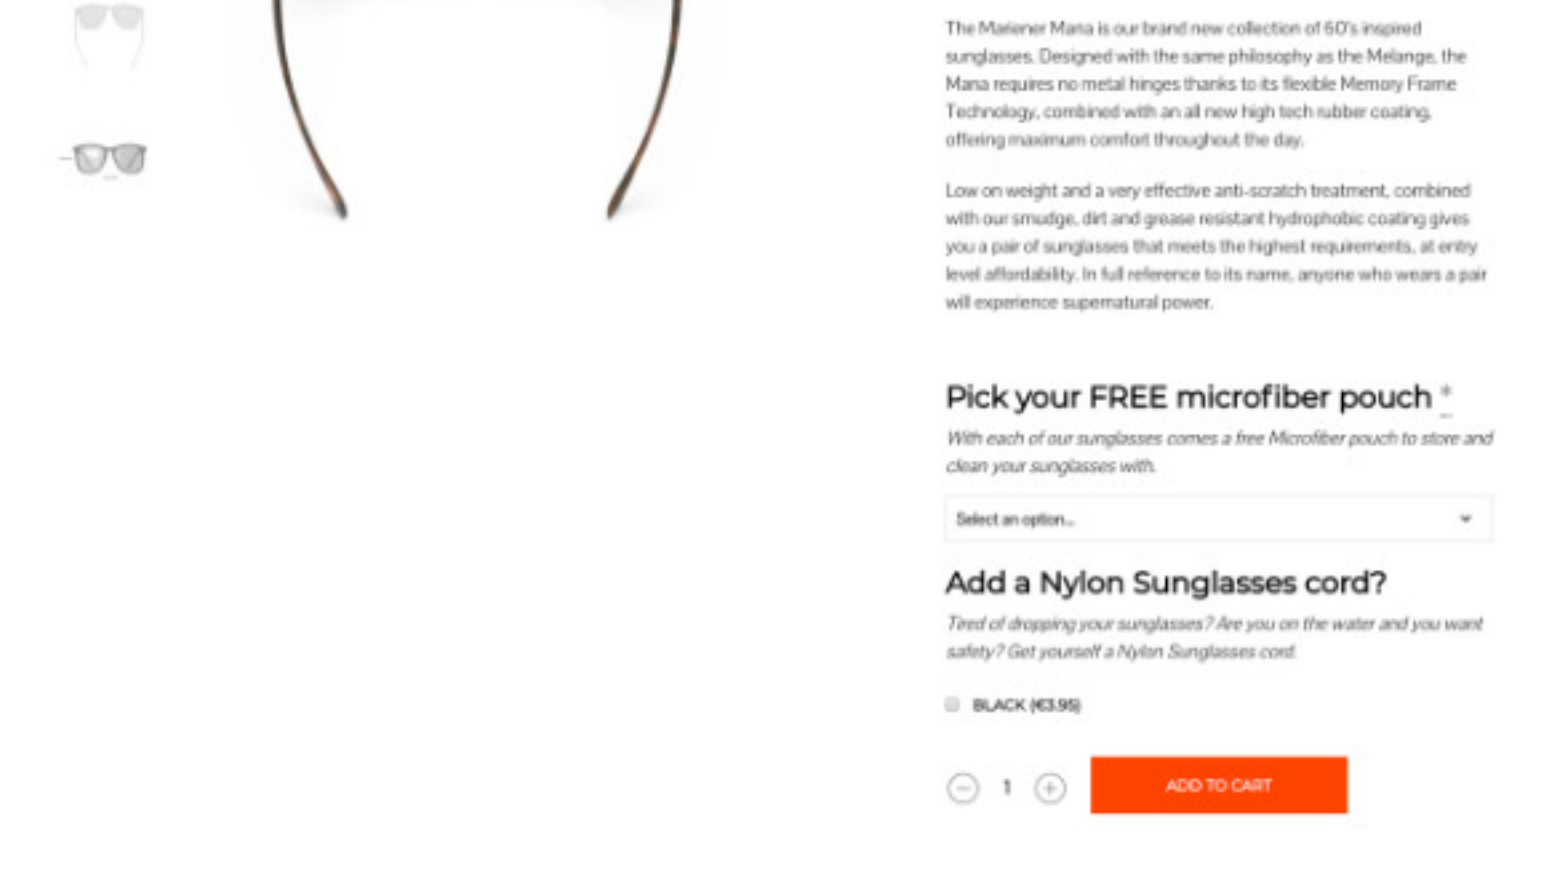 The Mariener Mana is our brand new collection of 60's inspired
sunglasses. Designed with the same philosophy as the Melange, the
Mana requires no metal hinges thanks to its flexible Memory Frame
Technology, combined with an all new high tech rubber coating,
offering maximum comfort throughout the day.
Low on weight and a very effective anti-scratch treatment, combined
with our smudge, dirt and grease resistant hydrophobic coating gives
you a pair of sunglasses that meets the highest requirements, at entry
level affordability. In full reference to its name, anyone who wears a pair
will experience supernatural power.
Pick your FREE microfiber pouch *
With each of our sunglasses comes a free Microfiber pouch to store and
clean your sunglasses with.
Select an option...
Add a Nylon Sunglasses cord?
Tired of dropping your sunglasses? Are you on the water and you want
safety? Get yourself a Nylon Sunglasses cord.
BLACK (€3.95)
1
ADD TO CART